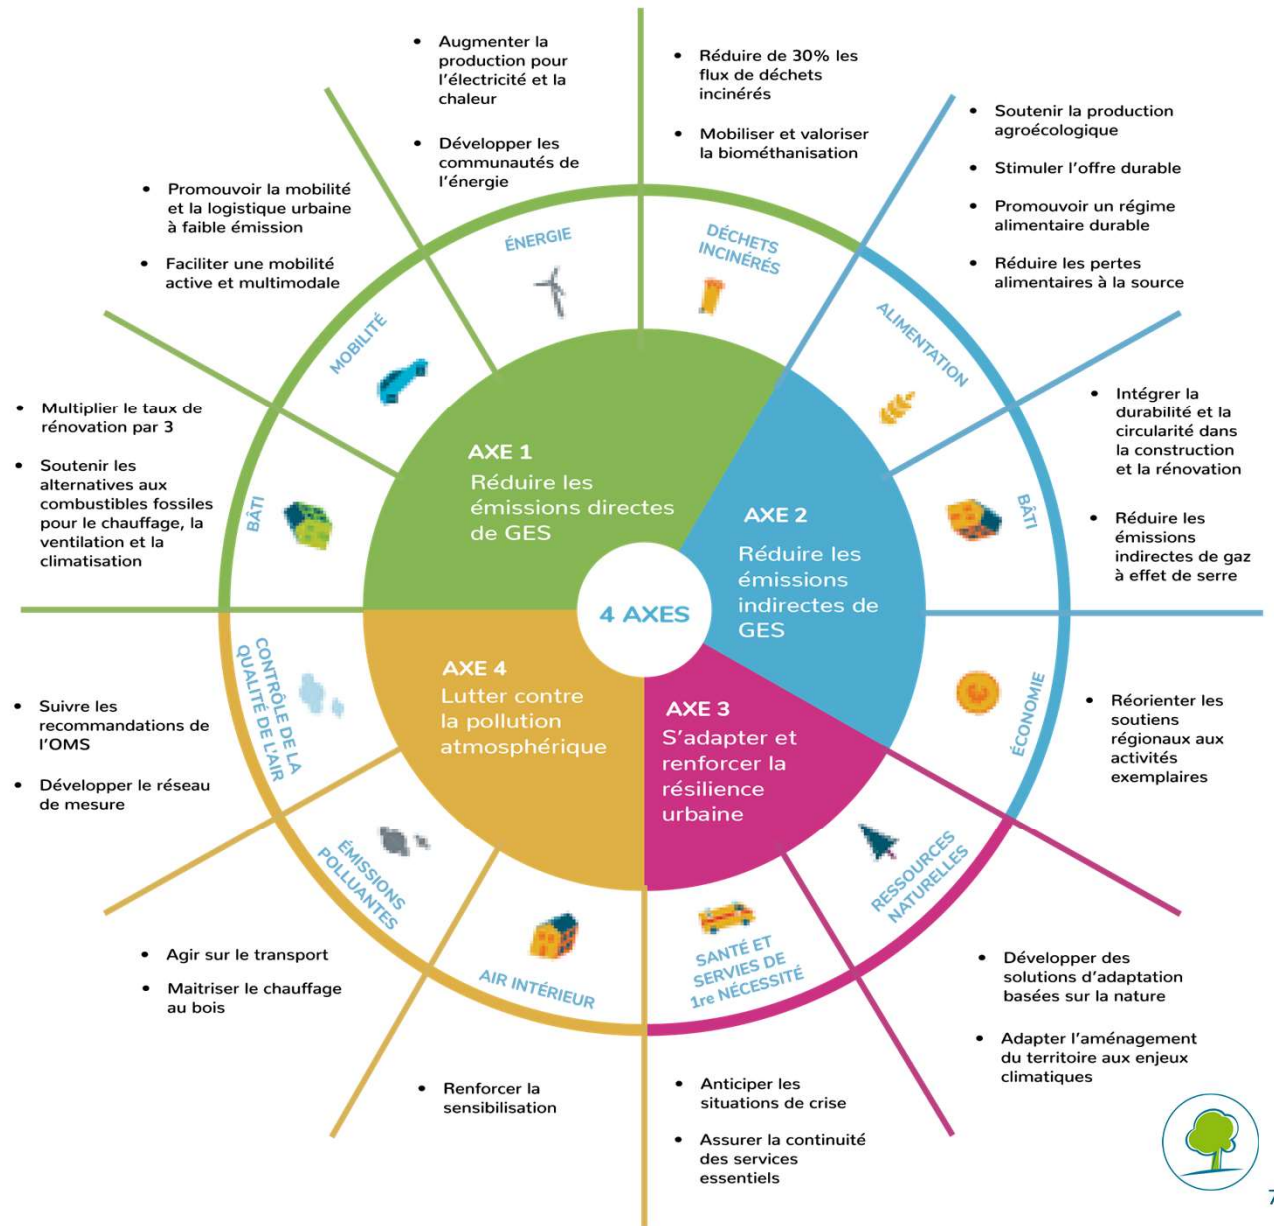 • Augmenter la
production pour
l'électricité et la
chaleur
• Développer les
communautés de
l'énergie
• Réduire de 30% les
flux de déchets
incinérés
• Mobiliser et valoriser
la biométhanisation
• Soutenir la production
agroécologique
• Stimuler l'offre durable
• Promouvoir un régime
alimentaire durable
• Réduire les pertes
alimentaires à la source
• Promouvoir la mobilité
et la logistique urbaine
à faible émission
• Faciliter une mobilité
active et multimodale
ÉNERGIE
DÉCHETS
INCINÉRÉS
MOBILITÉ
ALIMENTATION
• Multiplier le taux de
rénovation par 3
• Soutenir les
alternatives aux
combustibles fossiles
pour le chauffage, la
ventilation et la
climatisation
BÂTI
AXE 1
Réduire les
émissions directes
de GES
AXE 2
Réduire les
émissions
indirectes de
GES
BÂTI
• Intégrer la
durabilité et la
circularité dans
la construction
et la rénovation
• Réduire les
émissions
indirectes de gaz
à effet de serre
4 AXES
• Suivre les
recommandations de
l'OMS
• Développer le réseau
de mesure
CONTRÔLE DE LA
QUALITÉ DE L'AIR
AXE 4
Lutter contre
la pollution
atmosphérique
AXE 3
S'adapter et
renforcer la
résilience
urbaine
ÉCONOMIE
• Réorienter les
soutiens
régionaux aux
activités
exemplaires
ÉMISSIONS
POLLUANTES
RESSOURCES
NATURELLES
AIR INTÉRIEUR
SANTÉ ET
SERVIES DE
1re NÉCESSITÉ
• Agir sur le transport
• Maitriser le chauffage
au bois
• Développer des
solutions d'adaptation
basées sur la nature
• Adapter l'aménagement
du territoire aux enjeux
climatiques
• Renforcer la
sensibilisation
• Anticiper les
situations de crise
• Assurer la continuité
des services
essentiels
7